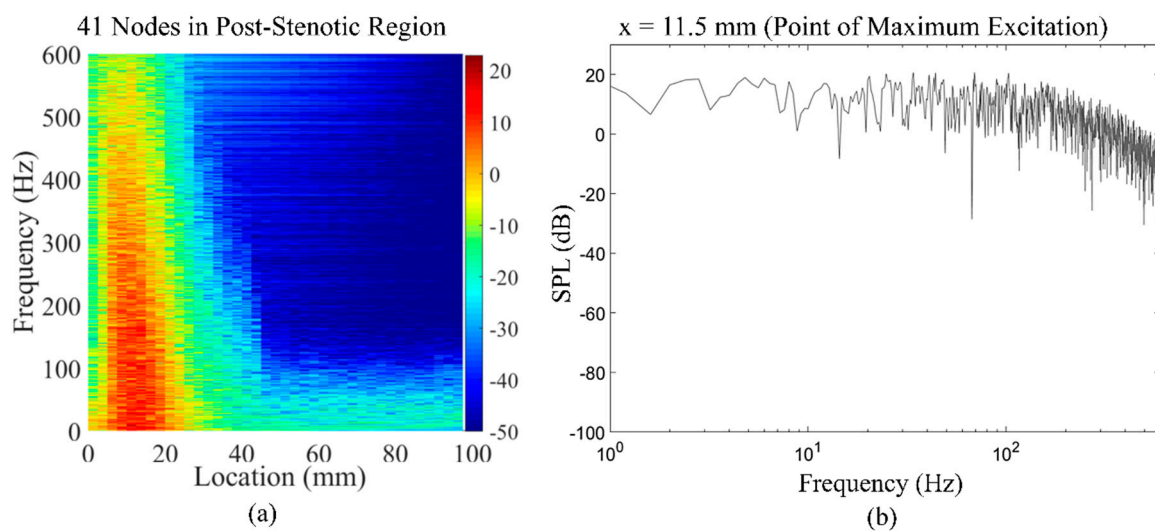 41 Nodes in Post-Stenotic Region
600
500
400
300
200
100
0
Frequency (Hz)
0 20 40 60 80 100
Location (mm)
20
10
0
-10
-20
-30
-40
-50
(a)
x = 11.5 mm (Point of Maximum Excitation)
20
0
-20
-40
-60
-80
-100
SPL (dB)
10⁰ 10¹ 10²
Frequency (Hz)
(b)